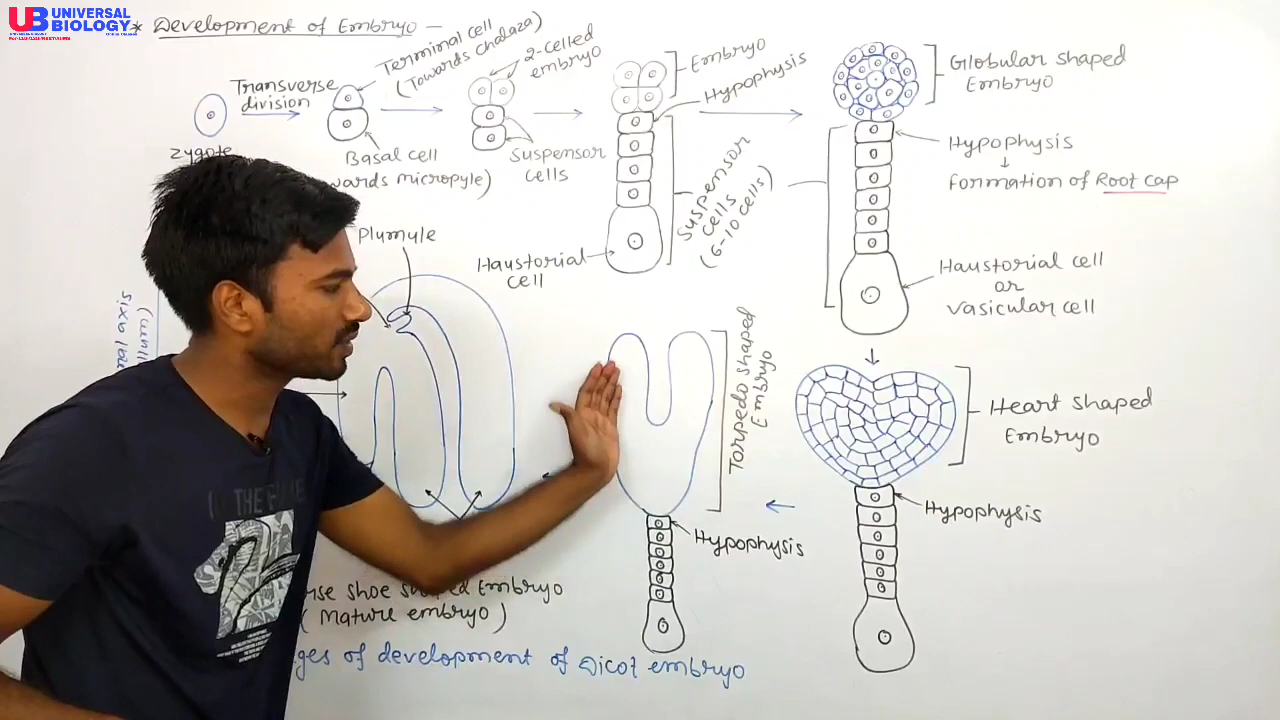 UB UNIVERSAL BIOLOGY
* Development of Embryo —
Zygote
Transverse
division
Terminal cell
(Towards chalaza)
Basal cell
wards micropyle)
2-celled
embryo
Suspensor
cells
Embryo
Hypophysis
Suspensor
cells
(6-10 cells)
Haustorial
cell
Globular shaped
Embryo
Hypophysis
Formation of Root cap
Haustorial cell
or
Vasicular cell
Plumule
Torpedo shaped
Embryo
Heart shaped
Embryo
Hypophysis
Hypophysis
rse shoe shaped Embryo
( Mature embryo )
ges of development of Dicot embryo